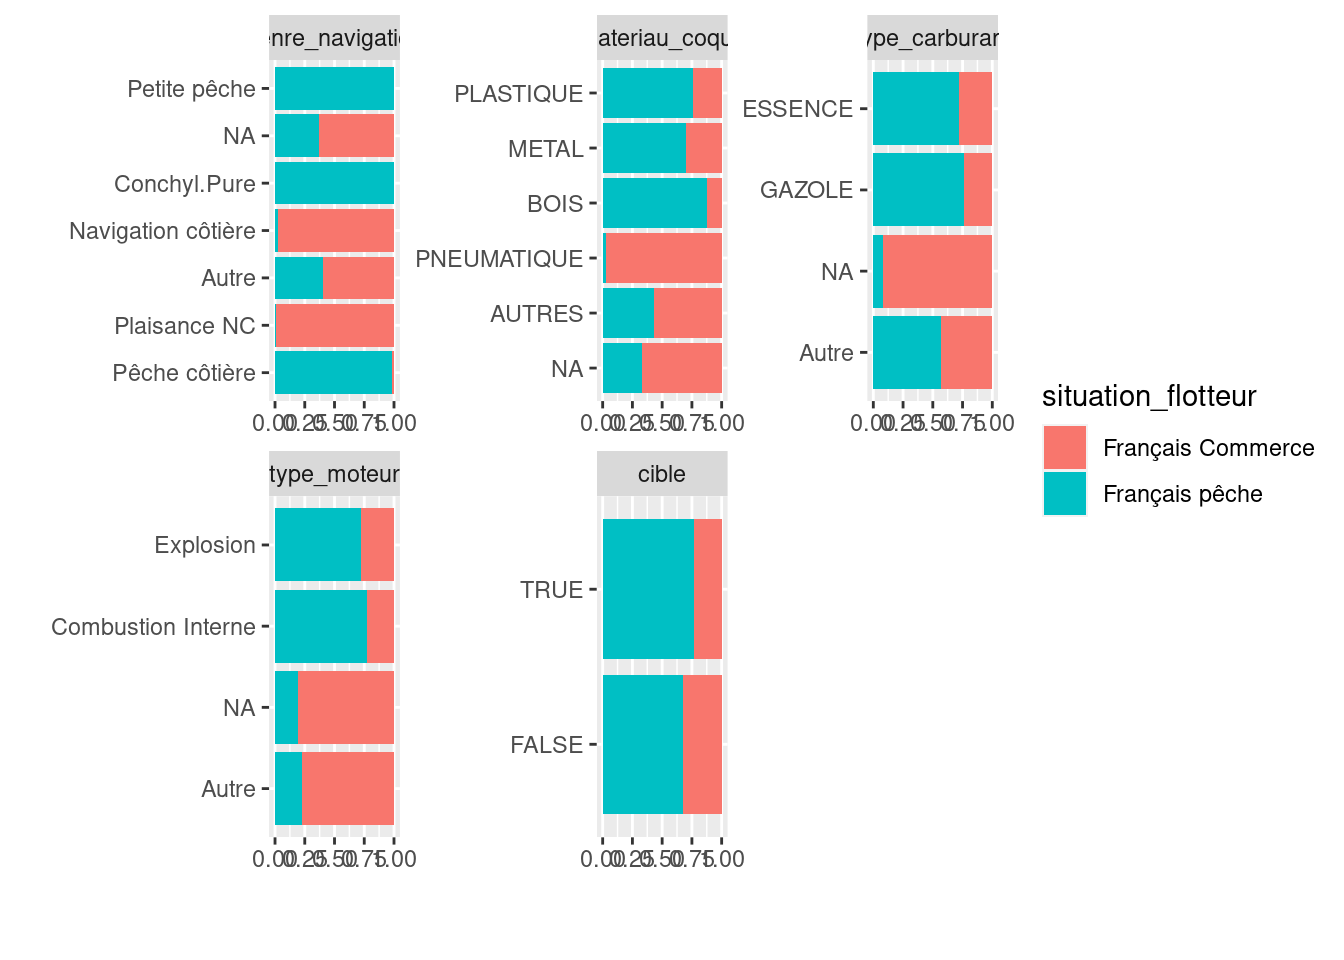 enre_navigatio
Petite pêche
NA
Conchyl.Pure
Navigation côtière
Autre
Plaisance NC
Pêche côtière
0.00 0.25 0.50 0.75 1.00
ateriau_coqu
PLASTIQUE
METAL
BOIS
PNEUMATIQUE
AUTRES
NA
0.00 0.25 0.50 0.75 1.00
ype_carburan
ESSENCE
GAZOLE
NA
Autre
0.00 0.25 0.50 0.75 1.00
type_moteur
Explosion
Combustion Interne
NA
Autre
0.00 0.25 0.50 0.75 1.00
cible
TRUE
FALSE
0.00 0.25 0.50 0.75 1.00
situation_flotteur
Français Commerce
Français pêche